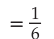 = 1/6